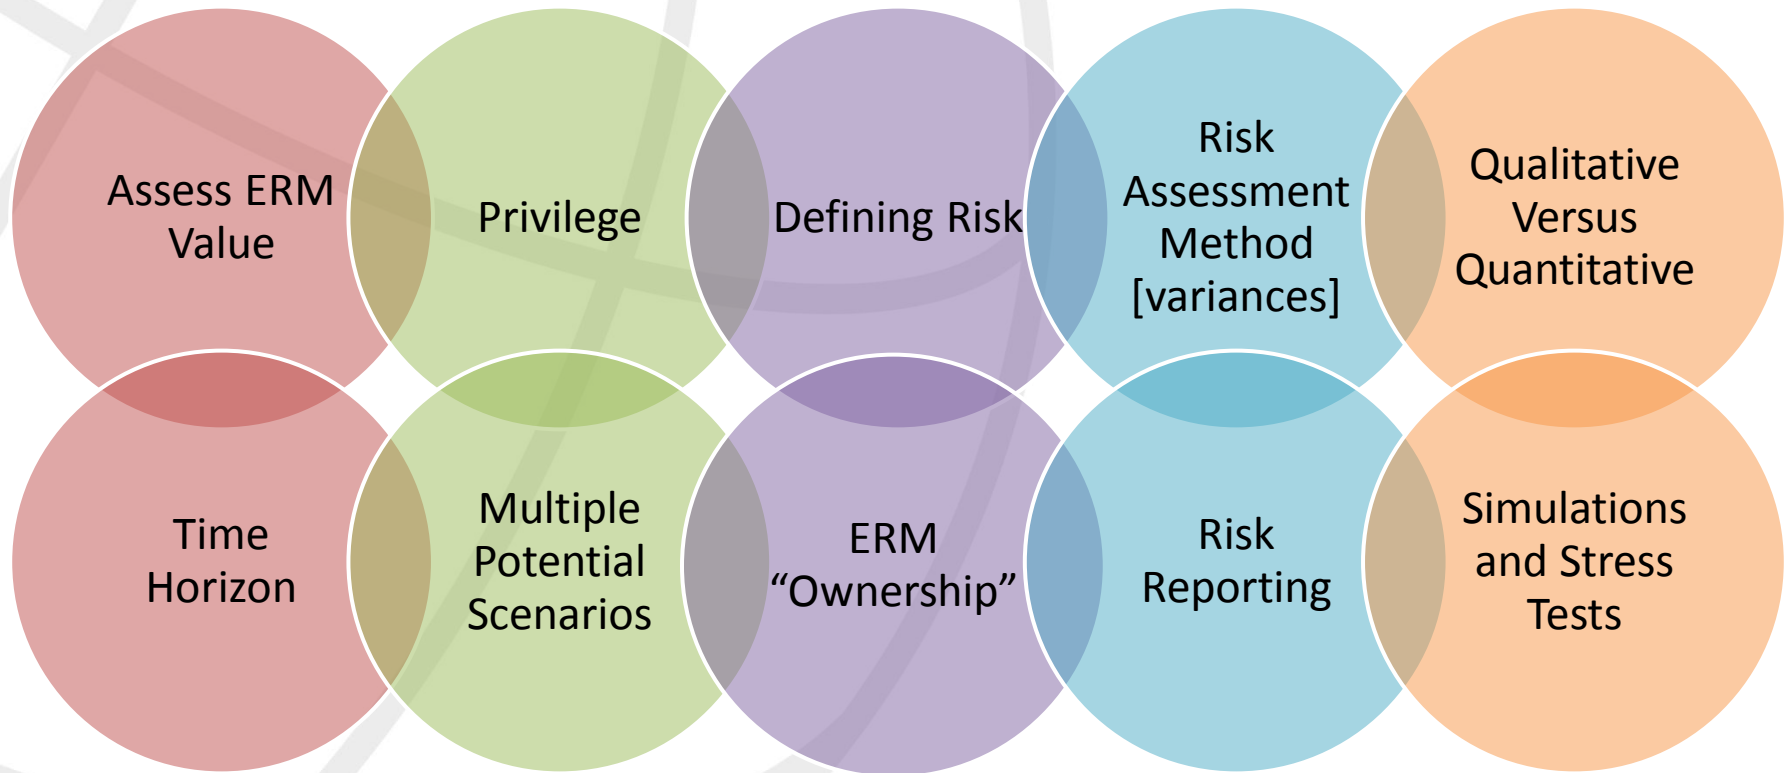 Assess ERM
Value
Privilege
Defining Risk
Risk
Assessment
Method
[variances]
Qualitative
Versus
Quantitative
Time
Horizon
Multiple
Potential
Scenarios
ERM
“Ownership”
Risk
Reporting
Simulations
and Stress
Tests